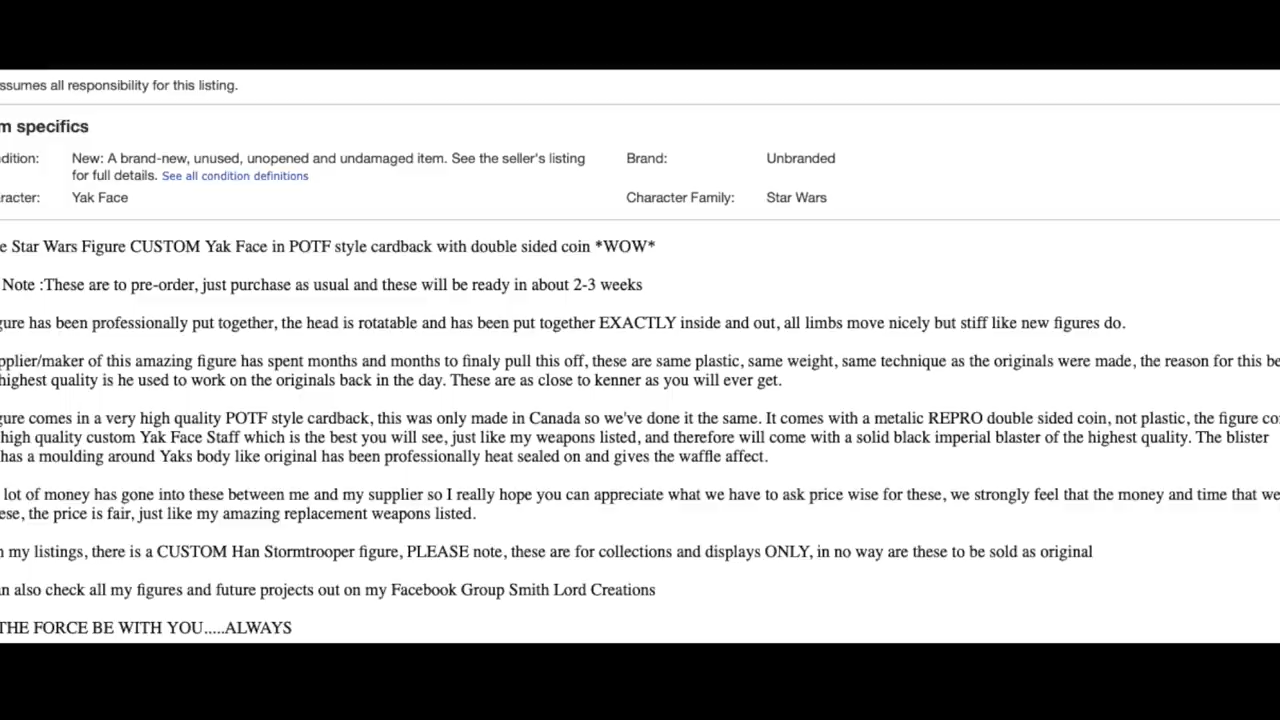 ssumes all responsibility for this listing.
m specifics
dition: New: A brand-new, unused, unopened and undamaged item. See the seller's listing Brand: Unbranded
for full details. See all condition definitions
racter: Yak Face Character Family: Star Wars
e Star Wars Figure CUSTOM Yak Face in POTF style cardback with double sided coin *WOW*
Note :These are to pre-order, just purchase as usual and these will be ready in about 2-3 weeks
gure has been professionally put together, the head is rotatable and has been put together EXACTLY inside and out, all limbs move nicely but stiff like new figures do.
pplier/maker of this amazing figure has spent months and months to finaly pull this off, these are same plastic, same weight, same technique as the originals were made, the reason for this be
highest quality is he used to work on the originals back in the day. These are as close to kenner as you will ever get.
gure comes in a very high quality POTF style cardback, this was only made in Canada so we've done it the same. It comes with a metalic REPRO double sided coin, not plastic, the figure co
high quality custom Yak Face Staff which is the best you will see, just like my weapons listed, and therefore will come with a solid black imperial blaster of the highest quality. The blister
has a moulding around Yaks body like original has been professionally heat sealed on and gives the waffle affect.
lot of money has gone into these between me and my supplier so I really hope you can appreciate what we have to ask price wise for these, we strongly feel that the money and time that we
ese, the price is fair, just like my amazing replacement weapons listed.
n my listings, there is a CUSTOM Han Stormtrooper figure, PLEASE note, these are for collections and displays ONLY, in no way are these to be sold as original
n also check all my figures and future projects out on my Facebook Group Smith Lord Creations
THE FORCE BE WITH YOU.....ALWAYS